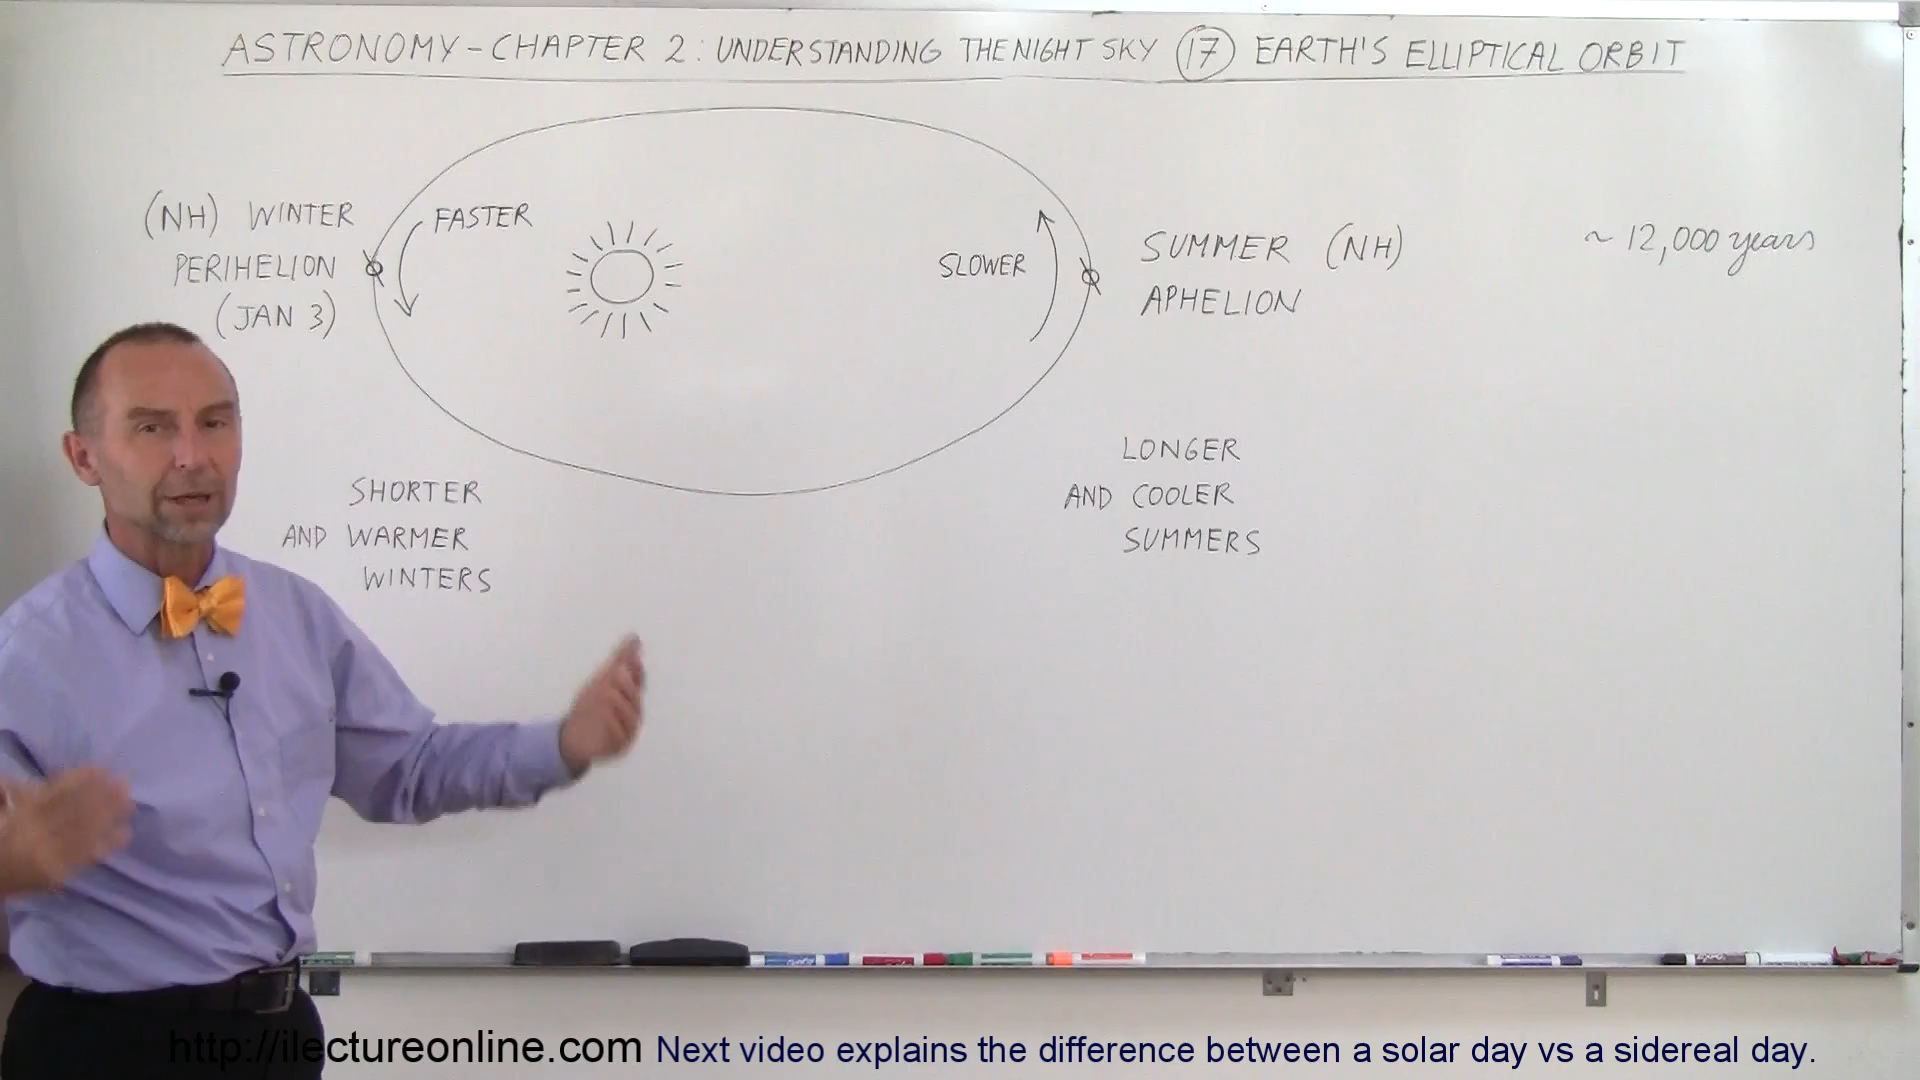 ASTRONOMY - CHAPTER 2 : UNDERSTANDING THE NIGHT SKY 17 EARTH'S ELLIPTICAL ORBIT
(NH) WINTER
PERIHELION
(JAN 3)
FASTER
SLOWER
SUMMER (NH)
APHELION
~ 12,000 years
SHORTER
AND WARMER
WINTERS
LONGER
AND COOLER
SUMMERS
http://ilectureonline.com Next video explains the difference between a solar day vs a sidereal day.